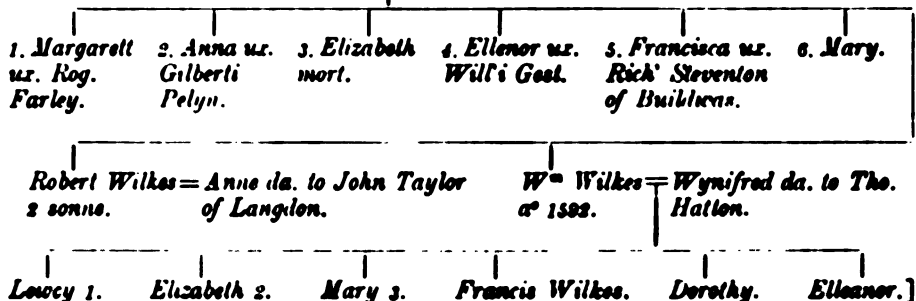 1. Margarett
ux. Rog.
Farley.
2. Anna ux.
Gilberti
Pelyn.
3. Elizabeth
mort.
4. Ellenor ux.
Will'i Gest.
5. Francisca ux.
Rich' Steventon
of Buildwas.
6. Mary.
Robert Wilkes = Anne da. to John Taylor
2 sonne. of Langdon.
Wᵐ Wilkes = Wynifred da. to Tho.
aº 1592. Hatton.
Lowcy 1. Elizabeth 2. Mary 3. Francis Wilkes. Dorothy. Elleanor.]